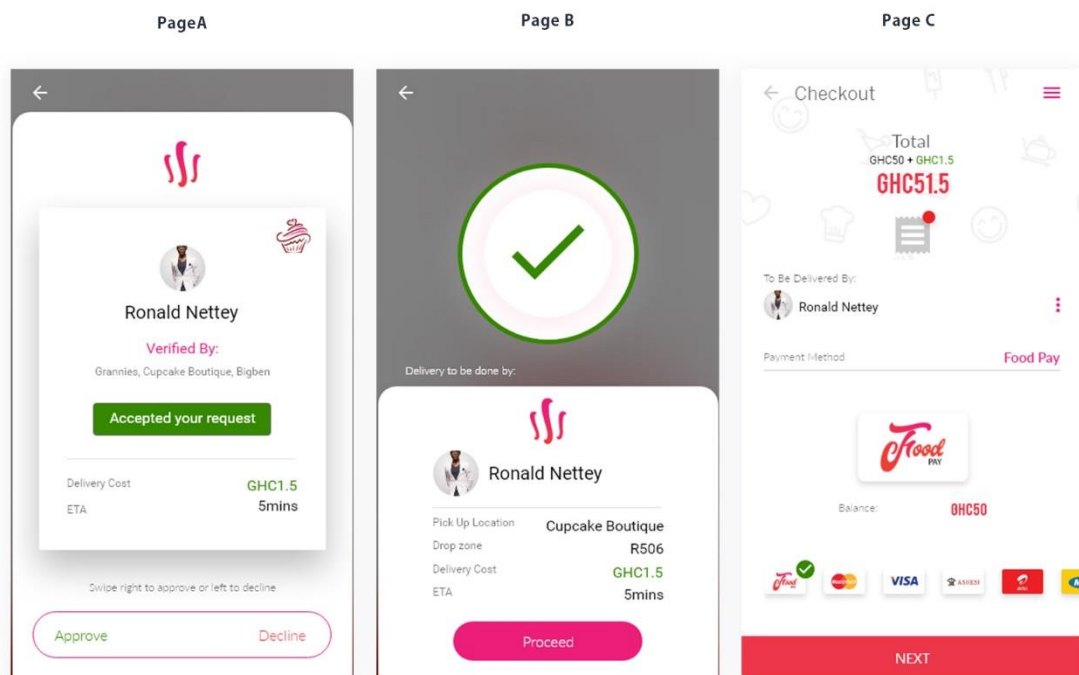 PageA
Ronald Nettey
Verified By:
Grannies, Cupcake Boutique, Bigben
Accepted your request
Delivery Cost GHC1.5
ETA 5mins
Swipe right to approve or left to decline
Approve Decline
Page B
Delivery to be done by:
Ronald Nettey
Pick Up Location Cupcake Boutique
Drop zone R506
Delivery Cost GHC1.5
ETA 5mins
Proceed
Page C
Checkout
Total
GHC50 + GHC1.5
GHC51.5
To Be Delivered By:
Ronald Nettey
Payment Method Food Pay
Food
PAY
Balance: GHC50
Food
VISA
NEXT